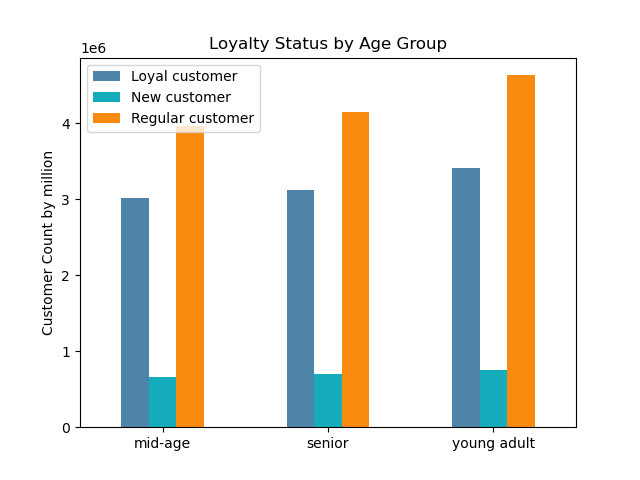 Loyalty Status by Age Group
1e6
Loyal customer
New customer
Regular customer
Customer Count by million
4
3
2
1
0
mid-age
senior
young adult